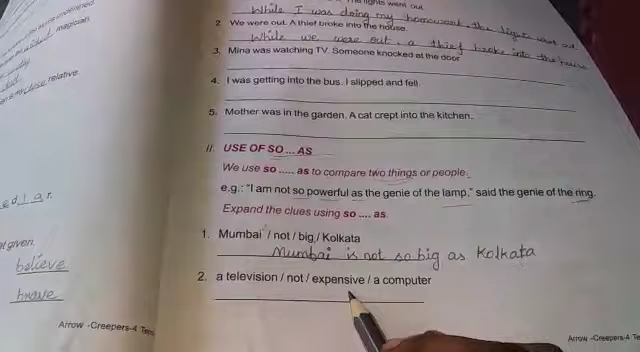 went out.
While I was doing my homework, the lights went out.
2. We were out. A thief broke into the house.
While we were out, a thief broke into the house
3. Mina was watching TV. Someone knocked at the door
4. I was getting into the bus. I slipped and fell.
5. Mother was in the garden. A cat crept into the kitchen.
II. USE OF SO ... AS
We use so ..... as to compare two things or people.
e.g.: "I am not so powerful as the genie of the lamp," said the genie of the ring.
Expand the clues using so .... as.
1. Mumbai / not / big / Kolkata
Mumbai is not so big as Kolkata
2. a television / not / expensive / a computer
magician.
relative.
given.
believe
brave
Arrow -Creepers-4
Arrow -Creepers-4